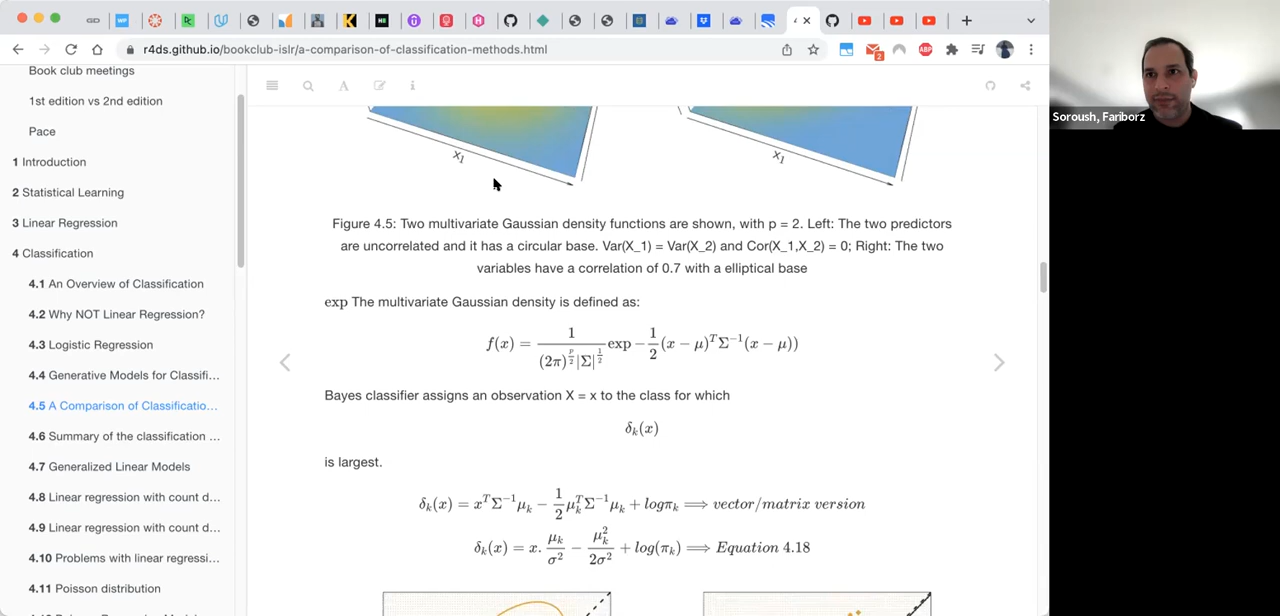 r4ds.github.io/bookclub-islr/a-comparison-of-classification-methods.html
2
ABP
Book club meetings
1st edition vs 2nd edition
Pace
1 Introduction
2 Statistical Learning
3 Linear Regression
4 Classification
4.1 An Overview of Classification
4.2 Why NOT Linear Regression?
4.3 Logistic Regression
4.4 Generative Models for Classifi...
4.5 A Comparison of Classificatio...
4.6 Summary of the classification ...
4.7 Generalized Linear Models
4.8 Linear regression with count d...
4.9 Linear regression with count d...
4.10 Problems with linear regressi...
4.11 Poisson distribution
X1 X1
Figure 4.5: Two multivariate Gaussian density functions are shown, with p = 2. Left: The two predictors
are uncorrelated and it has a circular base. Var(X_1) = Var(X_2) and Cor(X_1,X_2) = 0; Right: The two
variables have a correlation of 0.7 with a elliptical base
exp The multivariate Gaussian density is defined as:
f(x) = 1 / ((2π)^{p/2}|Σ|^{1/2}) exp − 1/2 (x − μ)^T Σ^{−1}(x − μ))
Bayes classifier assigns an observation X = x to the class for which
δ_k(x)
is largest.
δ_k(x) = x^T Σ^{−1}μ_k − 1/2 μ_k^T Σ^{−1}μ_k + logπ_k ⟹ vector/matrix version
δ_k(x) = x. μ_k/σ² − μ_k²/2σ² + log(π_k) ⟹ Equation 4.18
Soroush, Fariborz